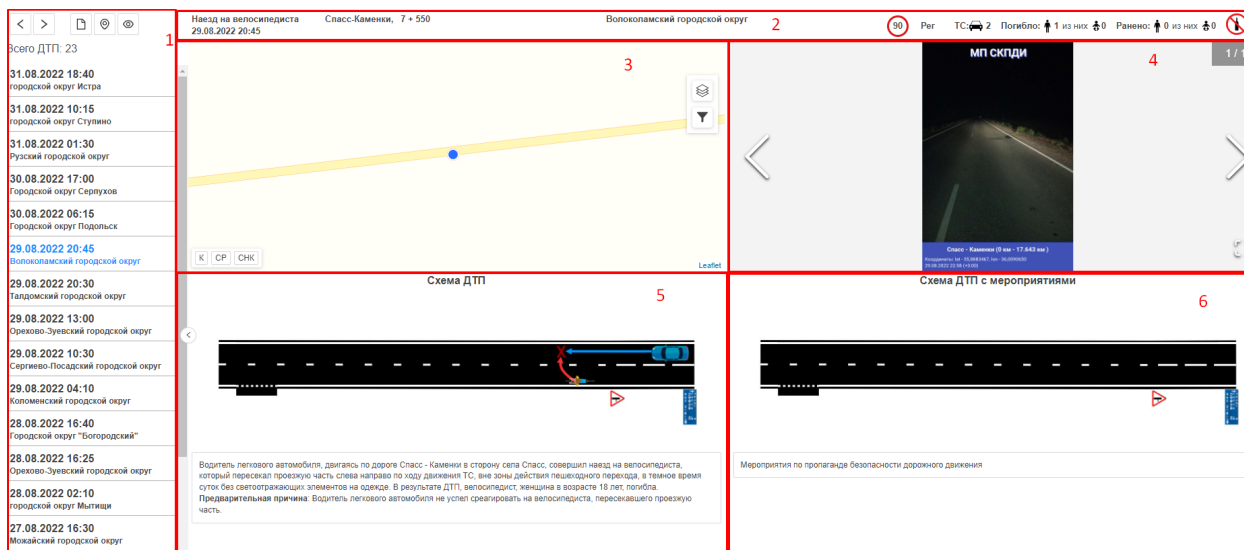 1
Всего ДТП: 23
31.08.2022 18:40
городской округ Истра
31.08.2022 10:15
городской округ Ступино
31.08.2022 01:30
Рузский городской округ
30.08.2022 17:00
Городской округ Серпухов
30.08.2022 06:15
Городской округ Подольск
29.08.2022 20:45
Волоколамский городской округ
29.08.2022 20:30
Талдомский городской округ
29.08.2022 13:00
Орехово-Зуевский городской округ
29.08.2022 10:30
Сергиево-Посадский городской округ
29.08.2022 04:10
Коломенский городской округ
28.08.2022 16:40
Городской округ "Богородский"
28.08.2022 16:25
Орехово-Зуевский городской округ
28.08.2022 02:10
городской округ Мытищи
27.08.2022 16:30
Можайский городской округ
Наезд на велосипедиста Спасс-Каменки, 7 + 550 Волоколамский городской округ 2 90 Рег ТС: 2 Погибло: 1 из них 0 Ранено: 0 из них 0
29.08.2022 20:45
3
К СР СНК
Leaflet
МП СКПДИ
4
1 / 1
Спасс - Каменки (0 км - 17.643 км )
29.08.2022 22:58 (+3:00)
Схема ДТП
5
Водитель легкового автомобиля, двигаясь по дороге Спасс - Каменки в сторону села Спасс, совершил наезд на велосипедиста,
который пересекал проезжую часть слева направо по ходу движения ТС, вне зоны действия пешеходного перехода, в темное время
суток без светоотражающих элементов на одежде. В результате ДТП, велосипедист, женщина в возрасте 18 лет, погибла.
Предварительная причина: Водитель легкового автомобиля не успел среагировать на велосипедиста, пересекавшего проезжую
часть.
Схема ДТП с мероприятиями
6
Мероприятия по пропаганде безопасности дорожного движения